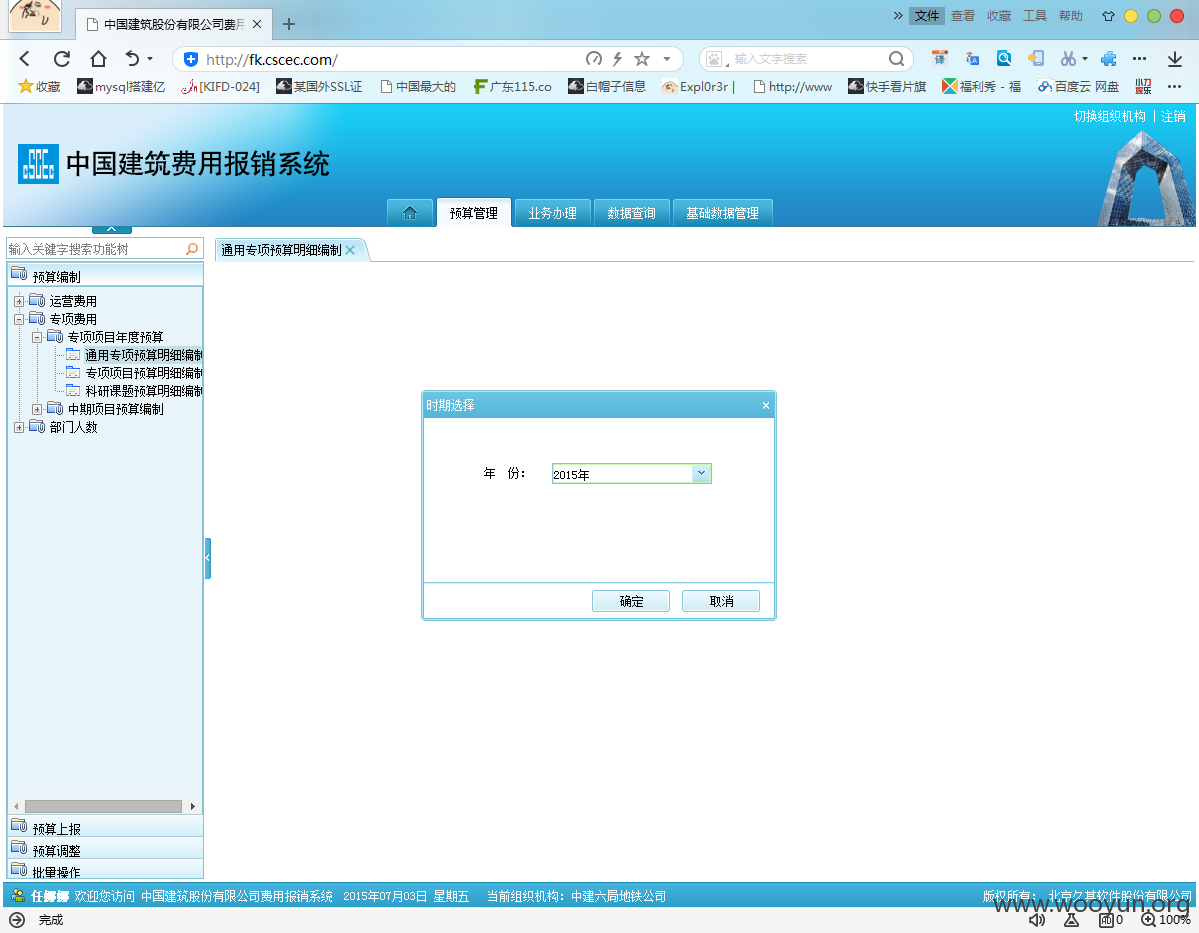 中国建筑股份有限公司费用
» 文件 查看 收藏 工具 帮助
http://fk.cscec.com/
输入文字搜索
译
收藏 mysql搭建亿 [KIFD-024] 某国外SSL证 中国最大的 广东115.co 白帽子信息 Expl0r3r | http://www 快手看片旗 福利秀 - 福 百度云 网盘 小刀娱乐
切换组织机构 | 注销
CSCEC 中国建筑费用报销系统
预算管理 业务办理 数据查询 基础数据管理
输入关键字搜索功能树
通用专项预算明细编制
预算编制
运营费用
专项费用
专项项目年度预算
通用专项预算明细编制
专项项目预算明细编制
科研课题预算明细编制
中期项目预算编制
部门人数
时期选择
年 份: 2015年
确定 取消
预算上报
预算调整
批量操作
任娜娜 欢迎您访问 中国建筑股份有限公司费用报销系统 2015年07月03日 星期五 当前组织机构: 中建六局地铁公司 版权所有: 北京久其软件股份有限公司
www.wooyun.org
完成
0 100%